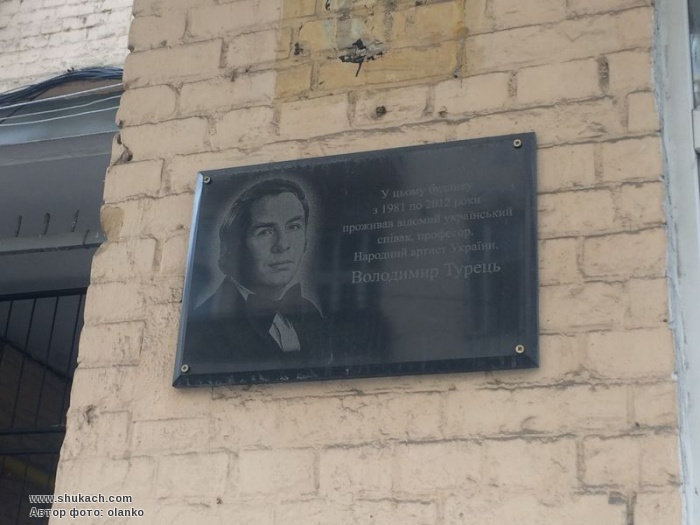 У цьому будинку
з 1981 по 2012 роки
проживав відомий український
співак, професор,
Народний артист України,
Володимир Турець
www.shukach.com
Автор фото: olanko